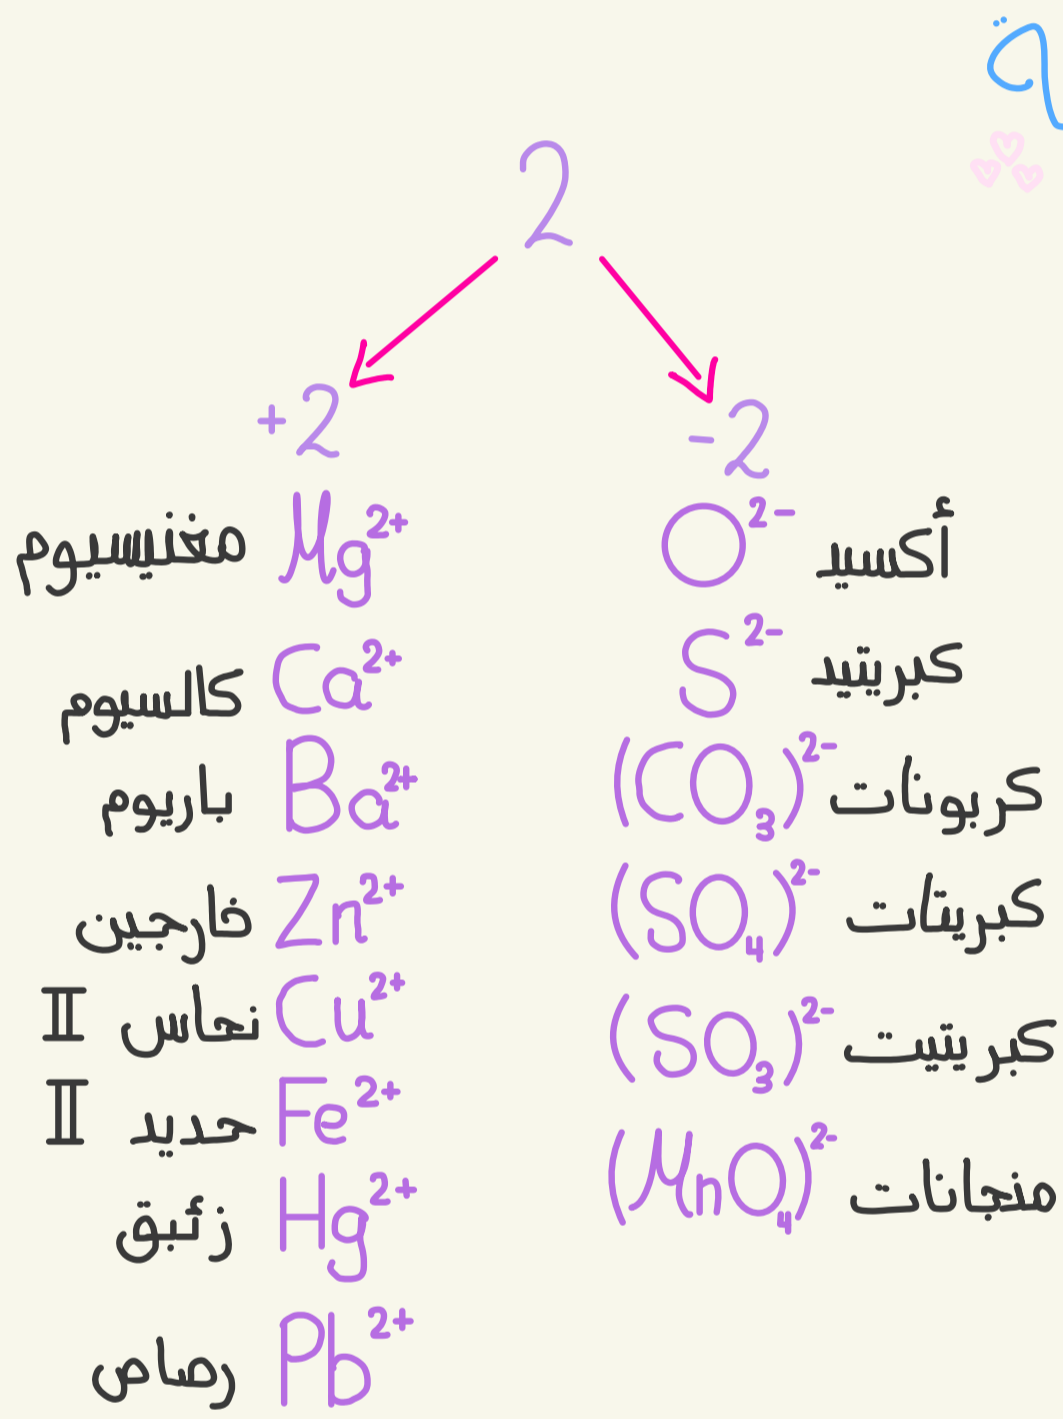 2
+2
-2
مغنيسيوم Mg²⁺
كالسيوم Ca²⁺
باريوم Ba²⁺
خارجين Zn²⁺
نحاس II Cu²⁺
حديد II Fe²⁺
زئبق Hg²⁺
رصاص Pb²⁺
O²⁻ أكسيد
S²⁻ كبريتيد
(CO₃)²⁻ كربونات
(SO₄)²⁻ كبريتات
(SO₃)²⁻ كبريتيت
(MnO₄)²⁻ منجانات